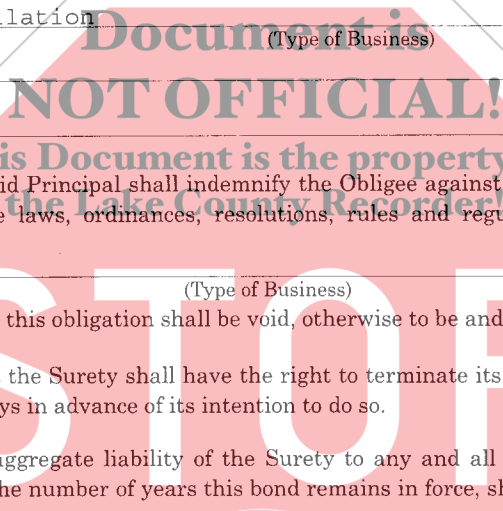 llation
Document is
(Type of Business)
NOT OFFICIAL!
is Document is the property
id Principal shall indemnify the Obligee against
the Lake County Recorder!
e laws, ordinances, resolutions, rules and regu
(Type of Business)
STOP
this obligation shall be void, otherwise to be and
the Surety shall have the right to terminate its
ys in advance of its intention to do so.
aggregate liability of the Surety to any and all
he number of years this bond remains in force, sh